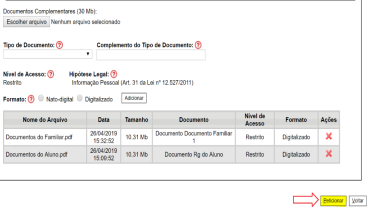 Documentos Complementares (30 Mb):
Escolher arquivo Nenhum arquivo selecionado
Tipo de Documento: Complemento do Tipo de Documento:
Nível de Acesso: Hipótese Legal:
Restrito Informação Pessoal (Art. 31 da Lei nº 12.527/2011)
Formato: Nato-digital Digitalizado Adicionar
Nome do Arquivo Data Tamanho Documento Nível de Acesso Formato Ações
Documentos do Familiar.pdf 26/04/2019 15:32:52 10.31 Mb Documento Documento Familiar 1 Restrito Digitalizado
Documentos do Aluno.pdf 26/04/2019 15:09:52 10.31 Mb Documento Rg do Aluno Restrito Digitalizado
Peticionar Voltar